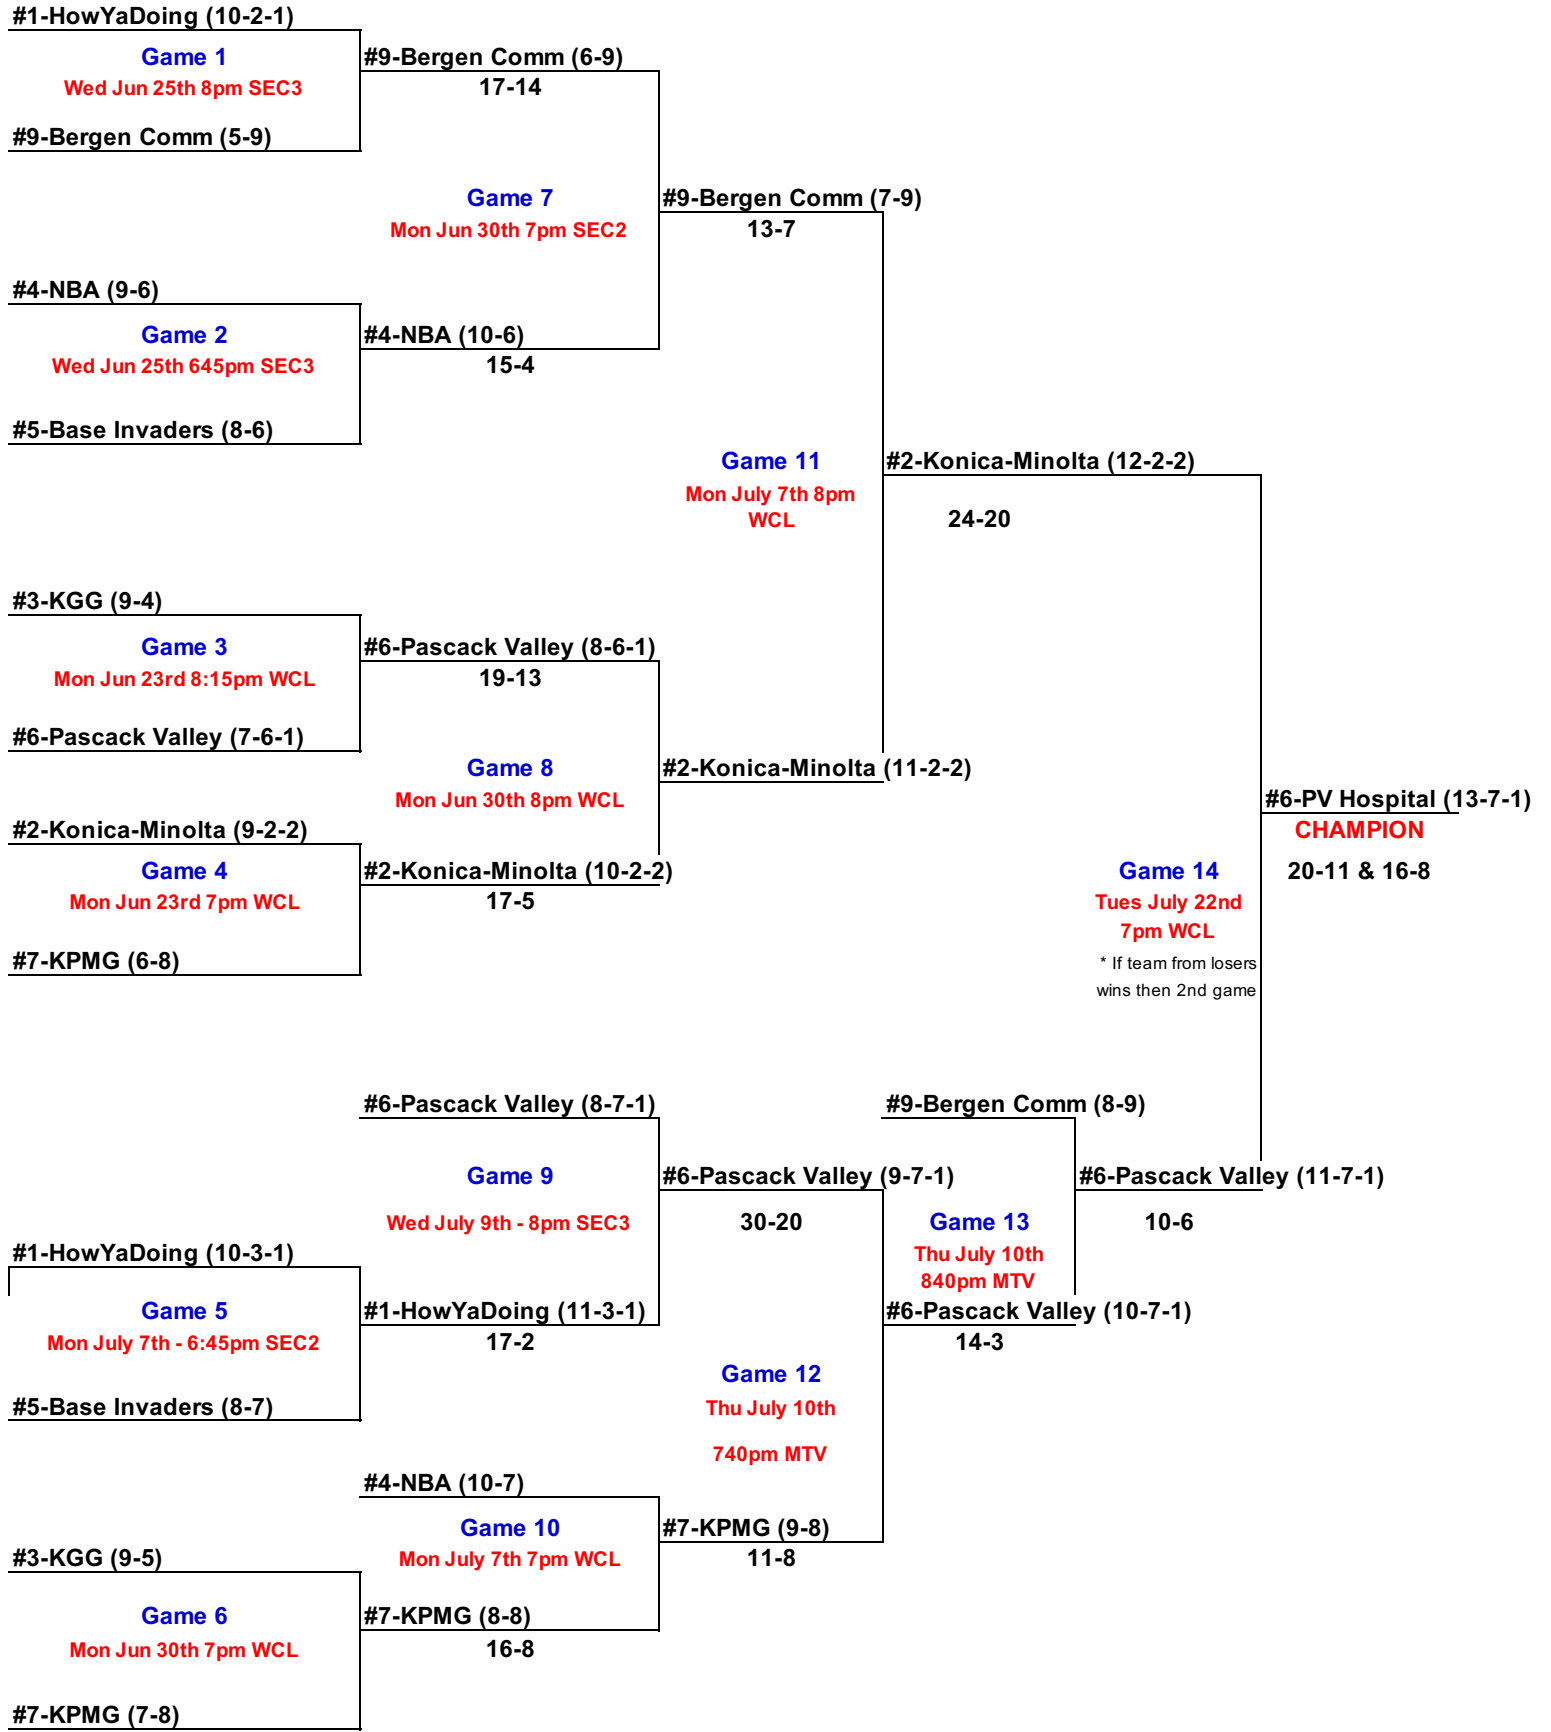 #1-HowYaDoing (10-2-1)
Game 1
#9-Bergen Comm (6-9)
Wed Jun 25th 8pm SEC3
17-14
#9-Bergen Comm (5-9)
Game 7
#9-Bergen Comm (7-9)
Mon Jun 30th 7pm SEC2
13-7
#4-NBA (9-6)
Game 2
#4-NBA (10-6)
Wed Jun 25th 645pm SEC3
15-4
#5-Base Invaders (8-6)
Game 11
#2-Konica-Minolta (12-2-2)
Mon July 7th 8pm
WCL
24-20
#3-KGG (9-4)
Game 3
#6-Pascack Valley (8-6-1)
Mon Jun 23rd 8:15pm WCL
19-13
#6-Pascack Valley (7-6-1)
Game 8
#2-Konica-Minolta (11-2-2)
Mon Jun 30th 8pm WCL
#6-PV Hospital (13-7-1)
#2-Konica-Minolta (9-2-2)
CHAMPION
Game 4
#2-Konica-Minolta (10-2-2)
Game 14
20-11 & 16-8
Mon Jun 23rd 7pm WCL
17-5
Tues July 22nd
7pm WCL
#7-KPMG (6-8)
* If team from losers
wins then 2nd game
#6-Pascack Valley (8-7-1)
#9-Bergen Comm (8-9)
Game 9
#6-Pascack Valley (9-7-1)
#6-Pascack Valley (11-7-1)
Wed July 9th - 8pm SEC3
30-20
Game 13
10-6
#1-HowYaDoing (10-3-1)
Thu July 10th
840pm MTV
Game 5
#1-HowYaDoing (11-3-1)
#6-Pascack Valley (10-7-1)
Mon July 7th - 6:45pm SEC2
17-2
14-3
Game 12
#5-Base Invaders (8-7)
Thu July 10th
740pm MTV
#4-NBA (10-7)
Game 10
#7-KPMG (9-8)
#3-KGG (9-5)
Mon July 7th 7pm WCL
11-8
Game 6
#7-KPMG (8-8)
Mon Jun 30th 7pm WCL
16-8
#7-KPMG (7-8)